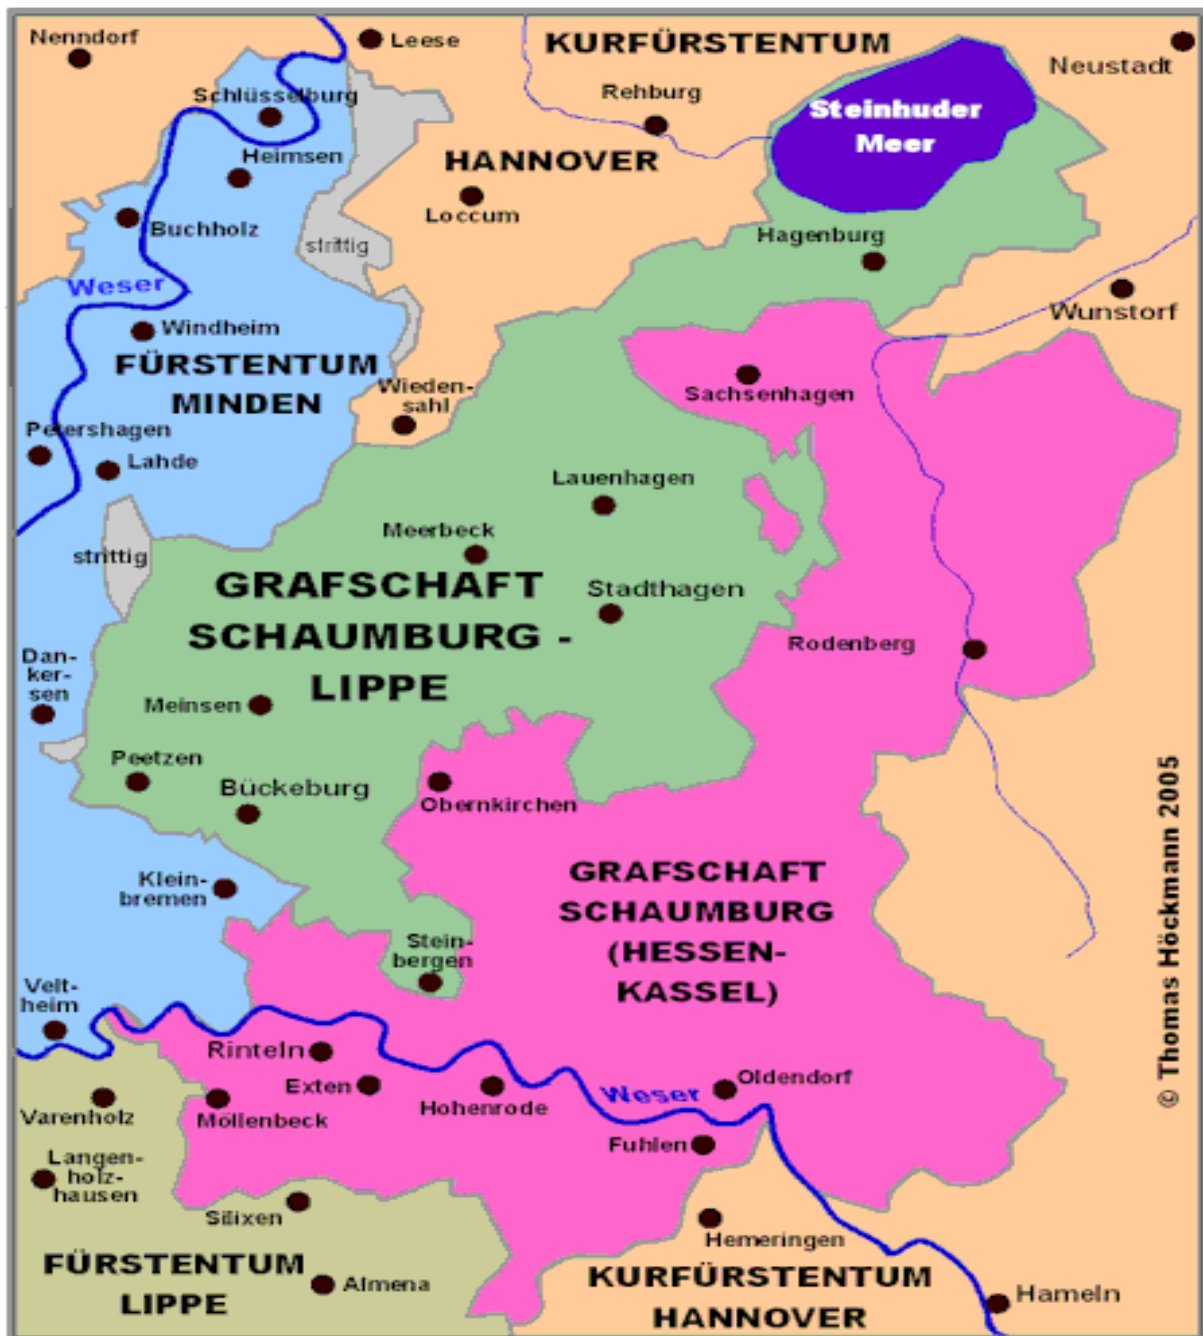 Nenndorf
Leese
KURFÜRSTENTUM
Neustadt
Schlüsselburg
Rehburg
Steinhuder
Meer
Heimsen
HANNOVER
Loccum
Buchholz
strittig
Hagenburg
Weser
Wunstorf
Windheim
FÜRSTENTUM
MINDEN
Wieden-
sahl
Sachsenhagen
Petershagen
Lahde
Lauenhagen
Meerbeck
strittig
GRAFSCHAFT
SCHAUMBURG -
LIPPE
Stadthagen
Rodenberg
Dan-
ker-
sen
Meinsen
Peetzen
Bückeburg
Obernkirchen
Klein-
bremen
GRAFSCHAFT
SCHAUMBURG
(HESSEN-
KASSEL)
Stein-
bergen
Velt-
heim
Rinteln
Exten
Hohenrode
Weser
Oldendorf
Varenholz
Möllenbeck
Fuhlen
Langen-
holz-
hausen
Silixen
Hemeringen
FÜRSTENTUM
LIPPE
Almena
KURFÜRSTENTUM
HANNOVER
Hameln
© Thomas Höckmann 2005